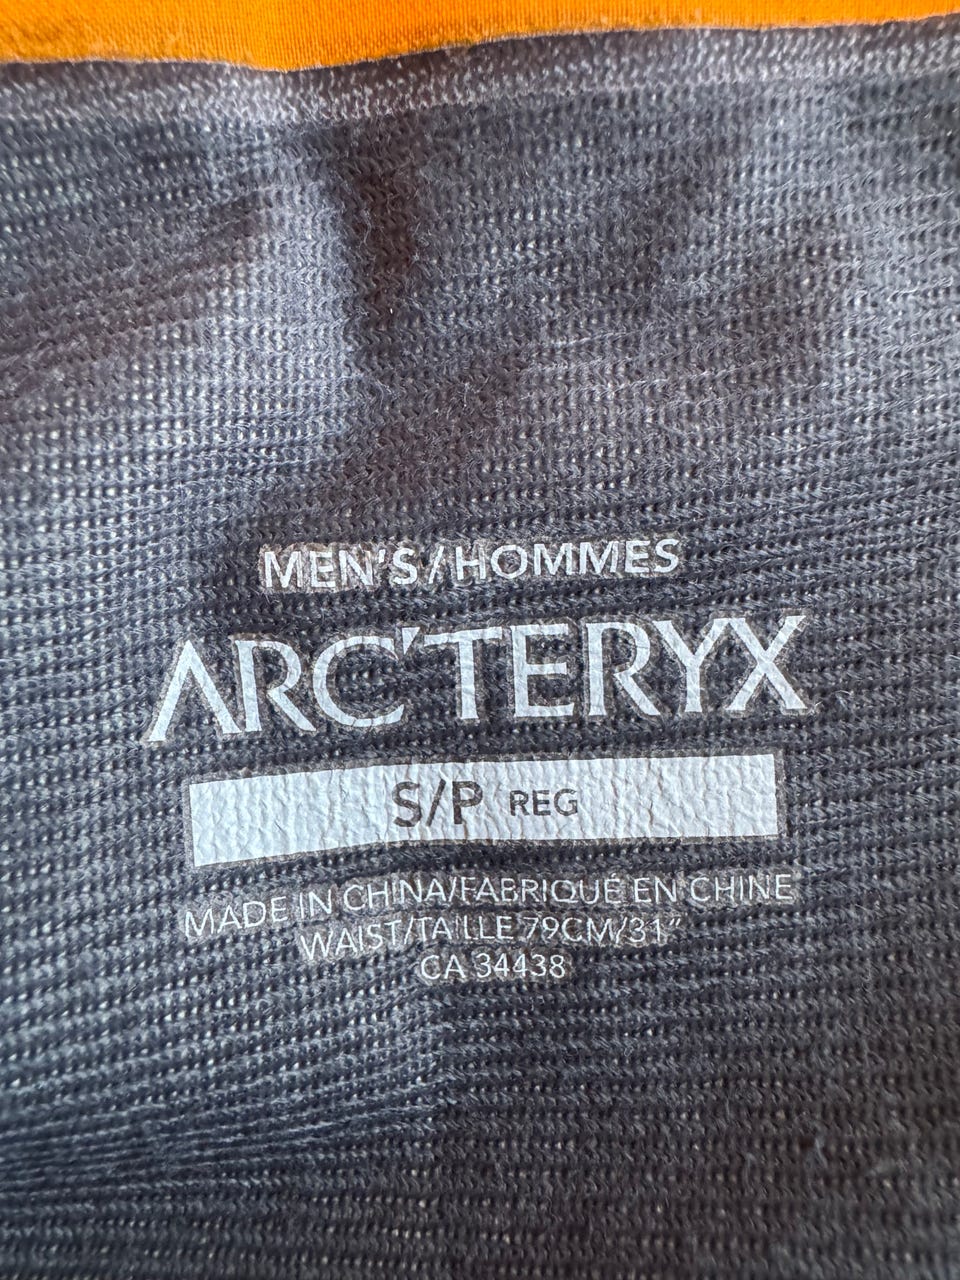 MEN'S/HOMMES
ARC'TERYX
S/P REG
MADE IN CHINA/FABRIQUÉ EN CHINE
WAIST/TAILLE 79CM/31"
CA 34438